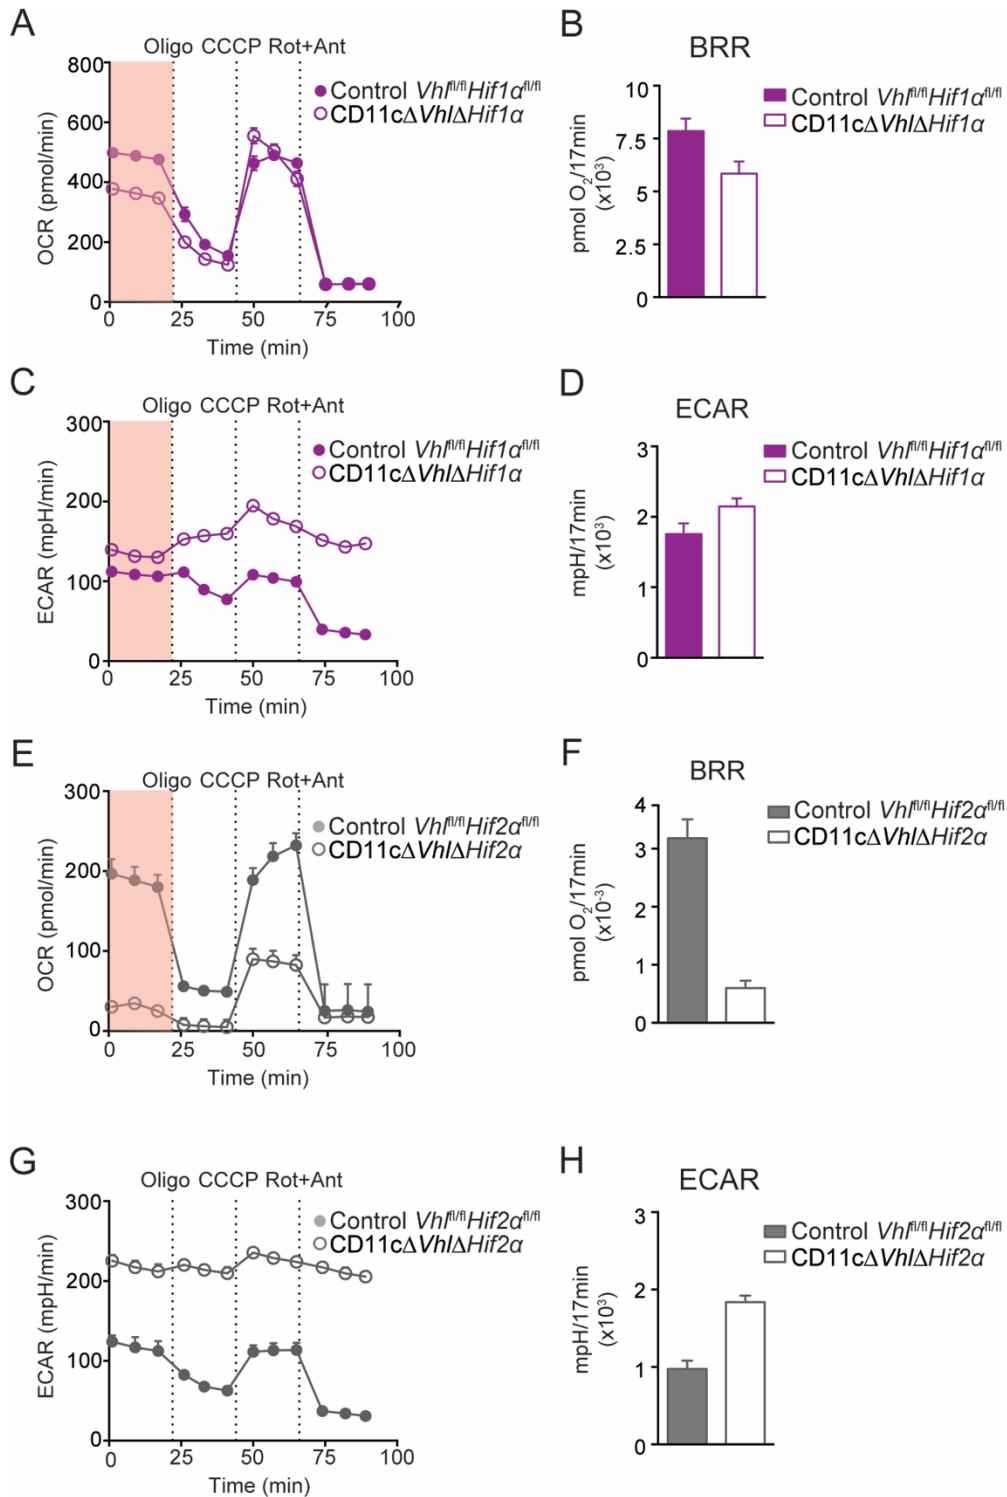 A
Oligo CCCP Rot+Ant
800
600
400
200
0
OCR (pmol/min)
0 25 50 75 100
Time (min)
Control Vhlfl/flHif1αfl/fl
CD11cΔVhlΔHif1α
B
BRR
10
7.5
5
2.5
0
pmol O2/17min
(x10³)
Control Vhlfl/flHif1αfl/fl
CD11cΔVhlΔHif1α
C
Oligo CCCP Rot+Ant
300
200
100
0
ECAR (mpH/min)
0 25 50 75 100
Time (min)
Control Vhlfl/flHif1αfl/fl
CD11cΔVhlΔHif1α
D
ECAR
3
2
1
0
mpH/17min
(x10³)
Control Vhlfl/flHif1αfl/fl
CD11cΔVhlΔHif1α
E
Oligo CCCP Rot+Ant
300
200
100
0
OCR (pmol/min)
0 25 50 75 100
Time (min)
Control Vhlfl/flHif2αfl/fl
CD11cΔVhlΔHif2α
F
BRR
4
3
2
1
0
pmol O2/17min
(x10⁻³)
Control Vhlfl/flHif2αfl/fl
CD11cΔVhlΔHif2α
G
Oligo CCCP Rot+Ant
300
200
100
0
ECAR (mpH/min)
0 25 50 75 100
Time (min)
Control Vhlfl/flHif2αfl/fl
CD11cΔVhlΔHif2α
H
ECAR
3
2
1
0
mpH/17min
(x10³)
Control Vhlfl/flHif2αfl/fl
CD11cΔVhlΔHif2α